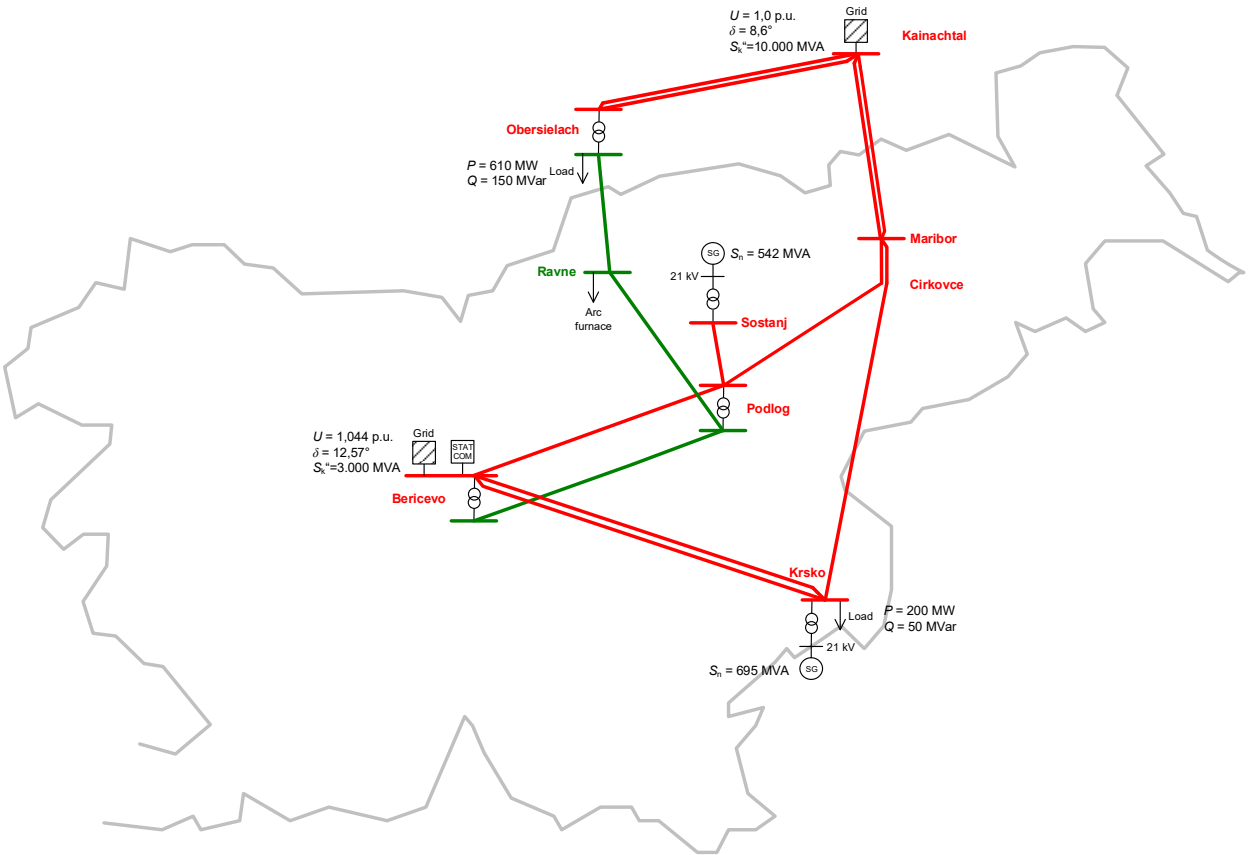 Grid
U = 1,0 p.u.
δ = 8,6°
Sk“=10.000 MVA
Kainachtal
Obersielach
P = 610 MW
Q = 150 MVar
Load
Ravne
Arc
furnace
SG
Sn = 542 MVA
21 kV
Sostanj
Maribor
Cirkovce
Podlog
U = 1,044 p.u.
δ = 12,57°
Sk“=3.000 MVA
Grid
STAT
COM
Bericevo
Krsko
Load
P = 200 MW
Q = 50 MVar
21 kV
Sn = 695 MVA
SG